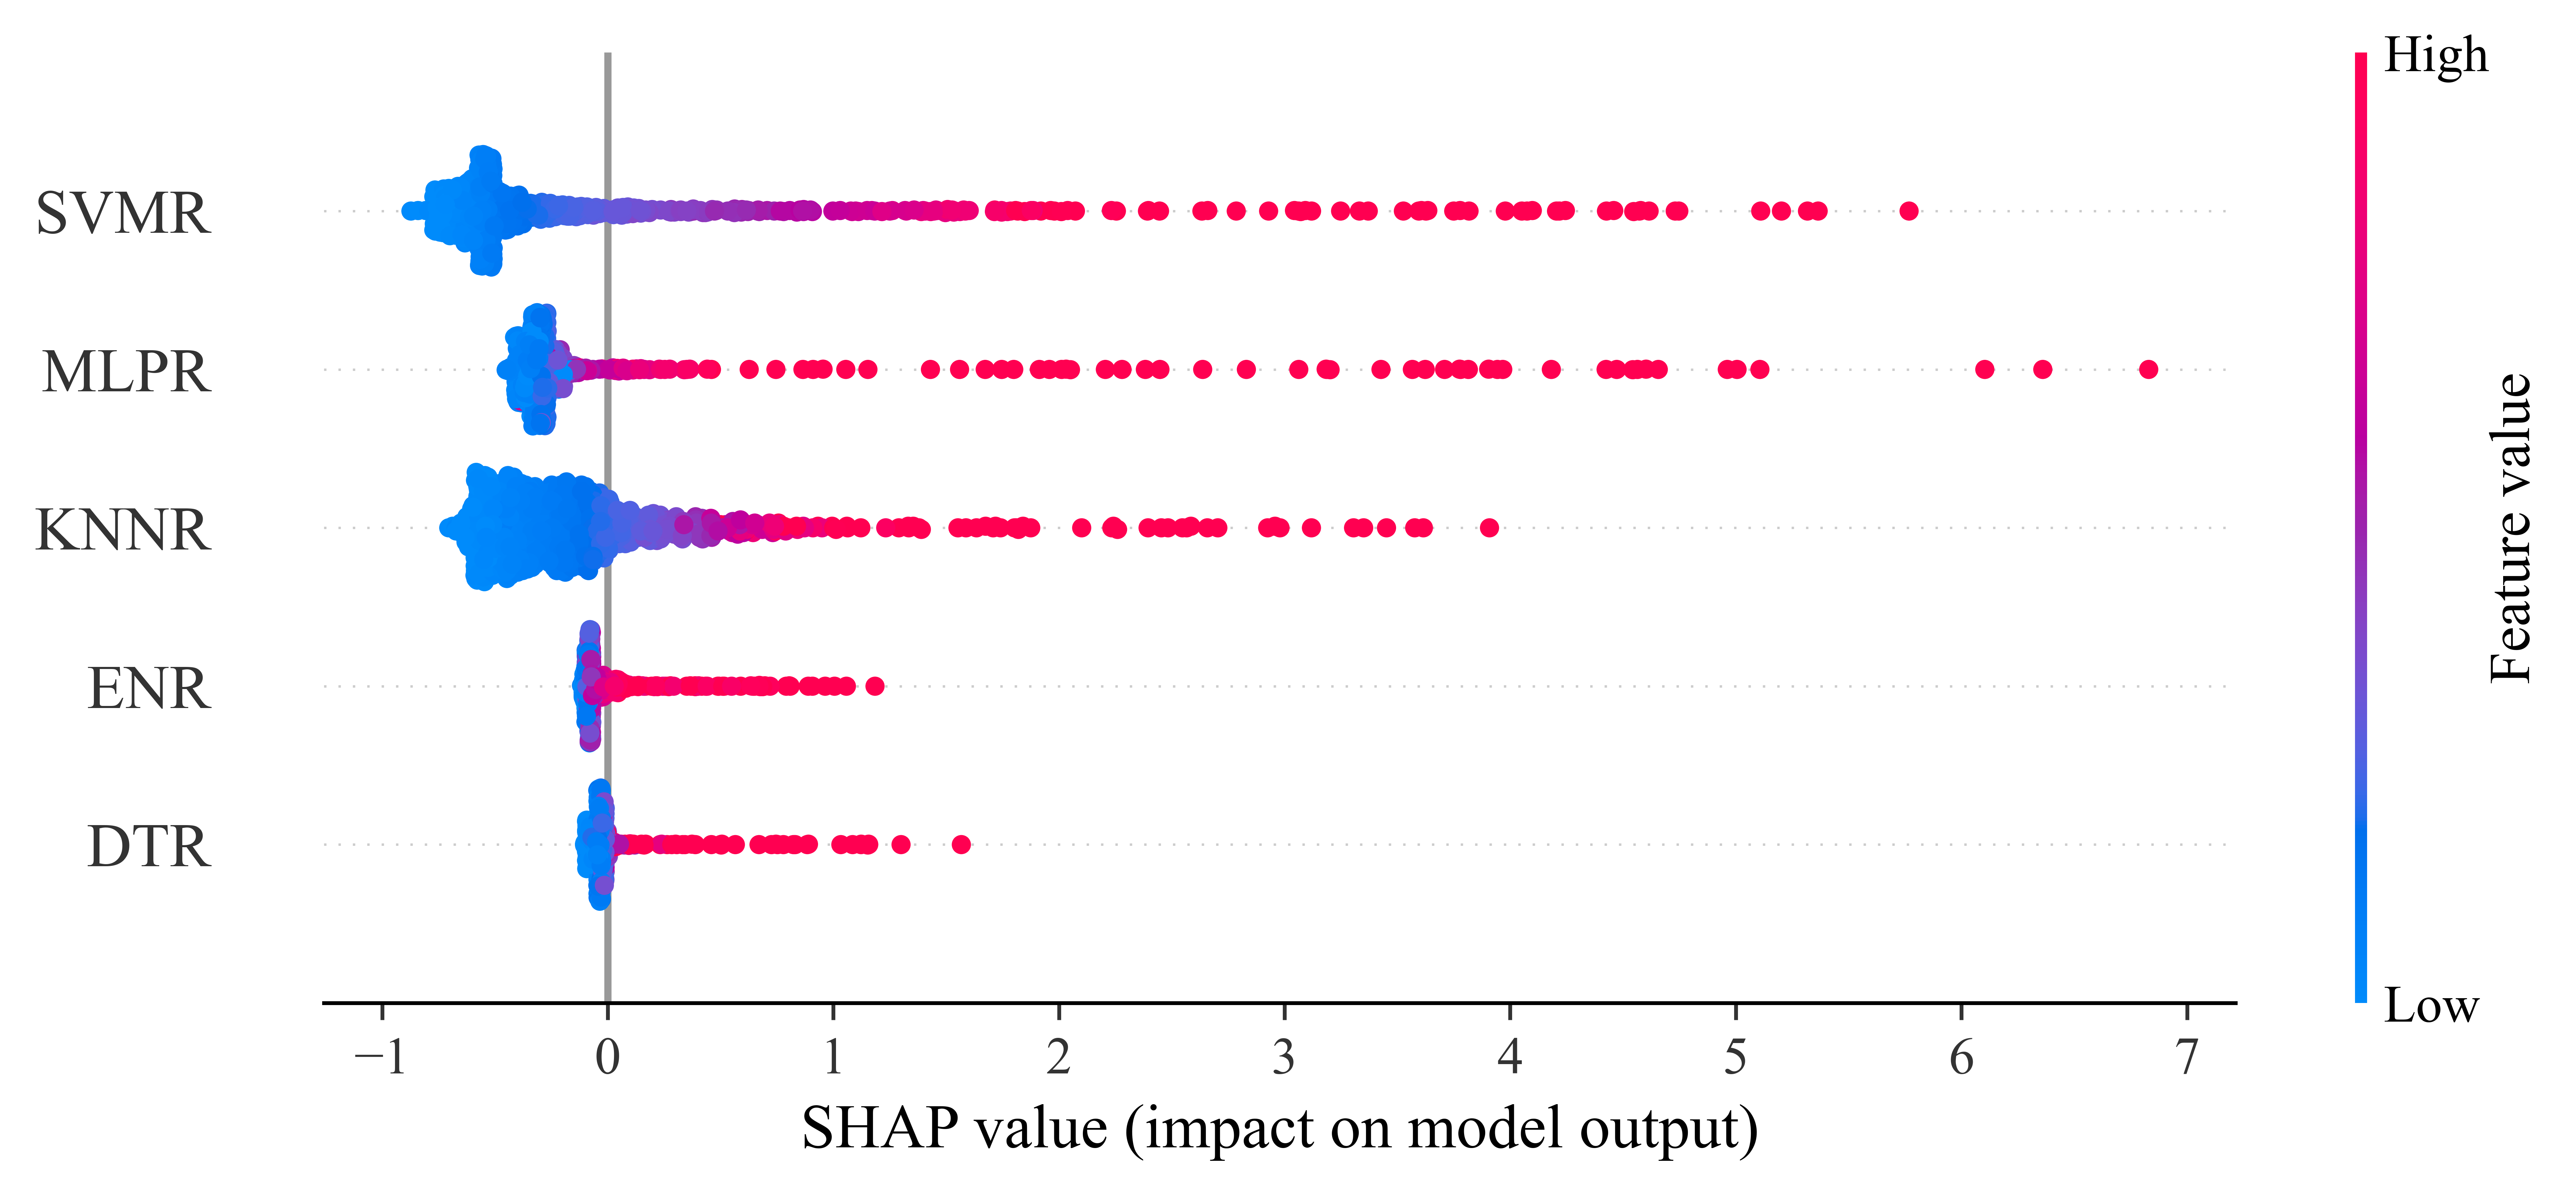 High
SVMR
MLPR
KNNR
ENR
DTR
Feature value
Low
−1 0 1 2 3 4 5 6 7
SHAP value (impact on model output)